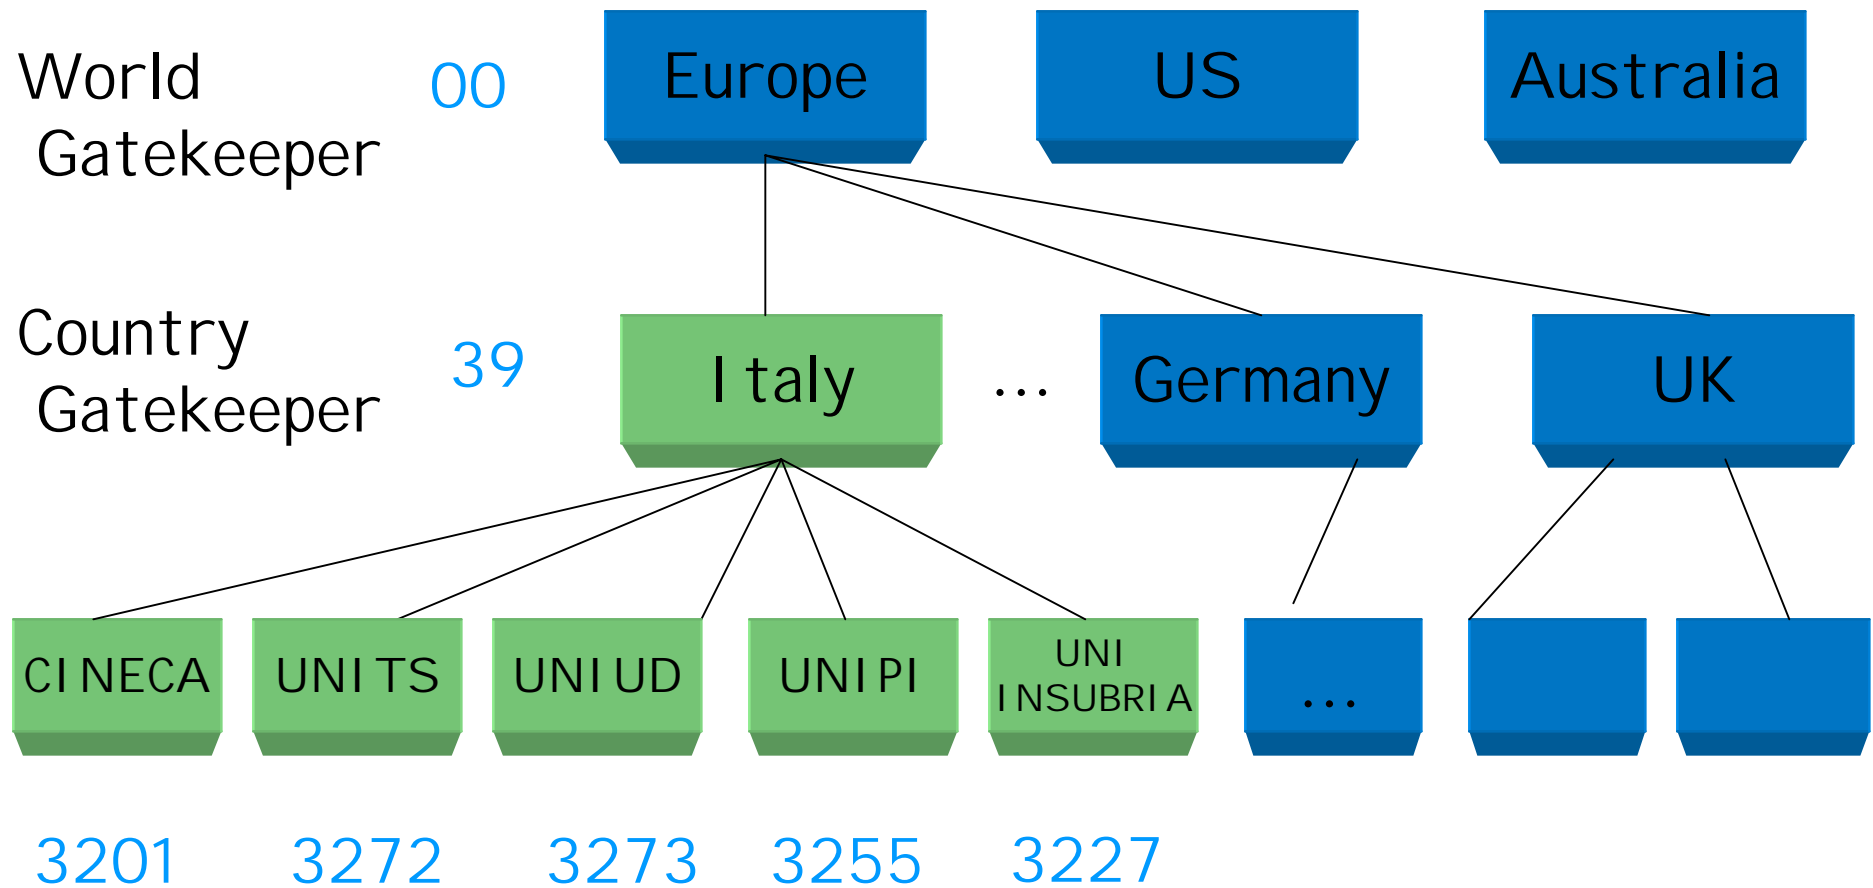 World
Gatekeeper
00
Europe
US
Australia
Country
Gatekeeper
39
Italy
...
Germany
UK
CINECA
UNITS
UNIUD
UNIPI
UNI
INSUBRIA
...
3201
3272
3273
3255
3227